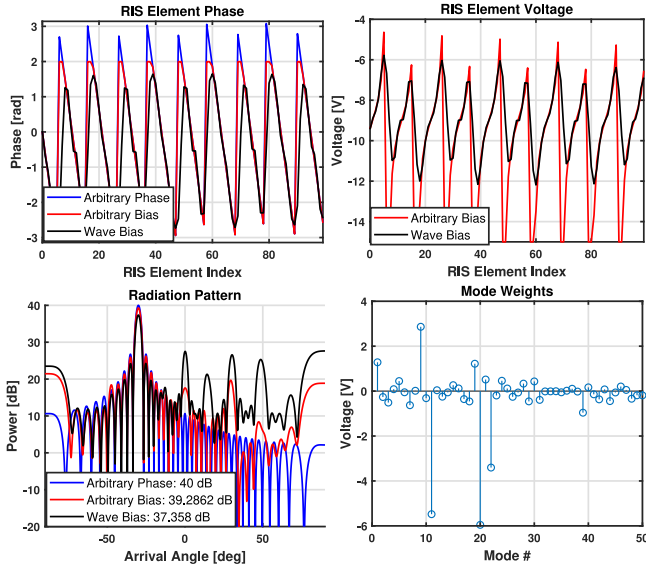 RIS Element Phase
3
2
1
0
-1
-2
-3
Phase [rad]
Arbitrary Phase
Arbitrary Bias
Wave Bias
0 20 40 60 80
RIS Element Index
RIS Element Voltage
-4
-6
-8
-10
-12
-14
Voltage [V]
Arbitrary Bias
Wave Bias
0 20 40 60 80
RIS Element Index
Radiation Pattern
40
30
20
10
0
-10
-20
Power [dB]
Arbitrary Phase: 40 dB
Arbitrary Bias: 39.2862 dB
Wave Bias: 37.358 dB
-50 0 50
Arrival Angle [deg]
Mode Weights
4
2
0
-2
-4
-6
Voltage [V]
0 10 20 30 40 50
Mode #